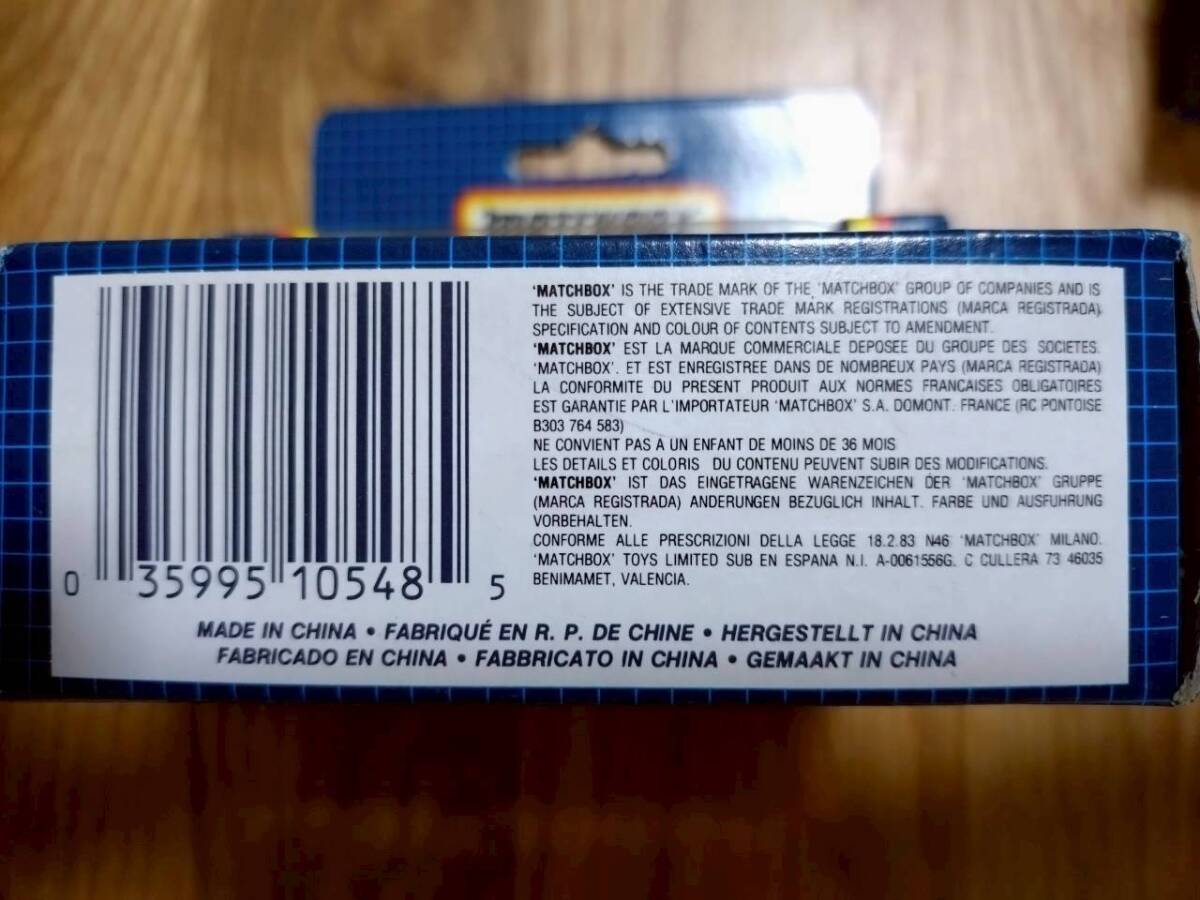 MATCHBOX
'MATCHBOX' IS THE TRADE MARK OF THE 'MATCHBOX' GROUP OF COMPANIES AND IS
THE SUBJECT OF EXTENSIVE TRADE MARK REGISTRATIONS (MARCA REGISTRADA).
SPECIFICATION AND COLOUR OF CONTENTS SUBJECT TO AMENDMENT.
'MATCHBOX' EST LA MARQUE COMMERCIALE DEPOSEE DU GROUPE DES SOCIETES.
'MATCHBOX'. ET EST ENREGISTREE DANS DE NOMBREUX PAYS (MARCA REGISTRADA)
LA CONFORMITE DU PRESENT PRODUIT AUX NORMES FRANCAISES OBLIGATOIRES
EST GARANTIE PAR L'IMPORTATEUR 'MATCHBOX' S.A. DOMONT. FRANCE (RC PONTOISE
B303 764 583)
NE CONVIENT PAS A UN ENFANT DE MOINS DE 36 MOIS
LES DETAILS ET COLORIS DU CONTENU PEUVENT SUBIR DES MODIFICATIONS.
'MATCHBOX' IST DAS EINGETRAGENE WARENZEICHEN DER 'MATCHBOX' GRUPPE
(MARCA REGISTRADA) ANDERUNGEN BEZUGLICH INHALT. FARBE UND AUSFUHRUNG
VORBEHALTEN.
CONFORME ALLE PRESCRIZIONI DELLA LEGGE 18.2.83 N46 'MATCHBOX' MILANO.
'MATCHBOX' TOYS LIMITED SUB EN ESPANA N.I. A-0061556G. C CULLERA 73 46035
BENIMAMET, VALENCIA.
0 35995 10548 5
MADE IN CHINA • FABRIQUÉ EN R. P. DE CHINE • HERGESTELLT IN CHINA
FABRICADO EN CHINA • FABBRICATO IN CHINA • GEMAAKT IN CHINA